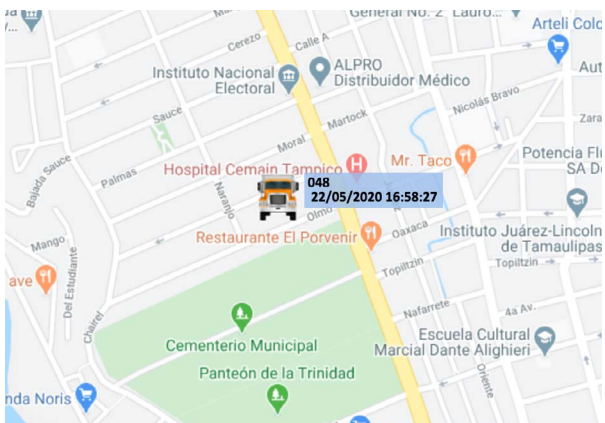 General No. 2 Lauro...
Arteli Colo
Cerezo
Calle A
Instituto Nacional
Electoral
ALPRO
Distribuidor Médico
Aut
Nicolás Bravo
Sauce
Martock
Zara
Moral
Bajada Sauce
Palmas
Hospital Cemain Tampico
H
Mr. Taco
Potencia Flu
SA De
048
22/05/2020 16:58:27
Naranjo
Olmo
Restaurante El Porvenir
Oaxaca
Instituto Juárez-Lincoln
de Tamaulipas
Mango
Topiltzin
Topiltzin
ave
Del Estudiante
Nafarrete
4a Av.
Chairel
Cementerio Municipal
Escuela Cultural
Marcial Dante Alighieri
Panteón de la Trinidad
Oriente
nda Noris